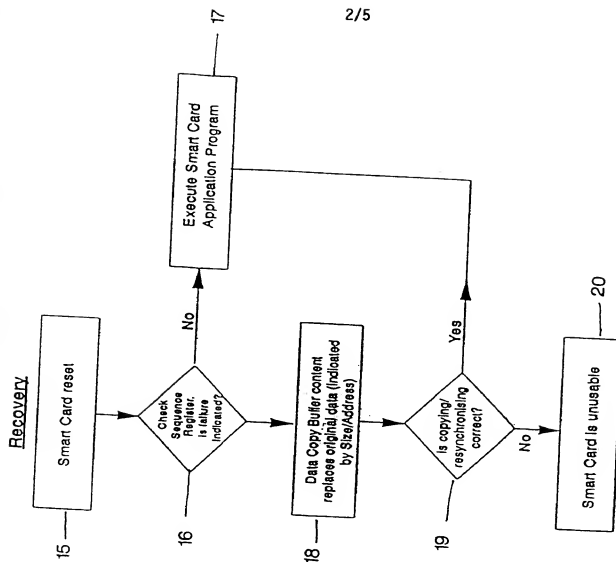 2/5
Recovery
15
Smart Card reset
16
Check
Sequence
Register.
Is failure
Indicated?
No
17
Execute Smart Card
Application Program
18
Data Copy Buffer content
replaces original data (Indicated
by Size/Address)
19
Is copying/
resynchronising
correct?
Yes
No
20
Smart Card is unusable